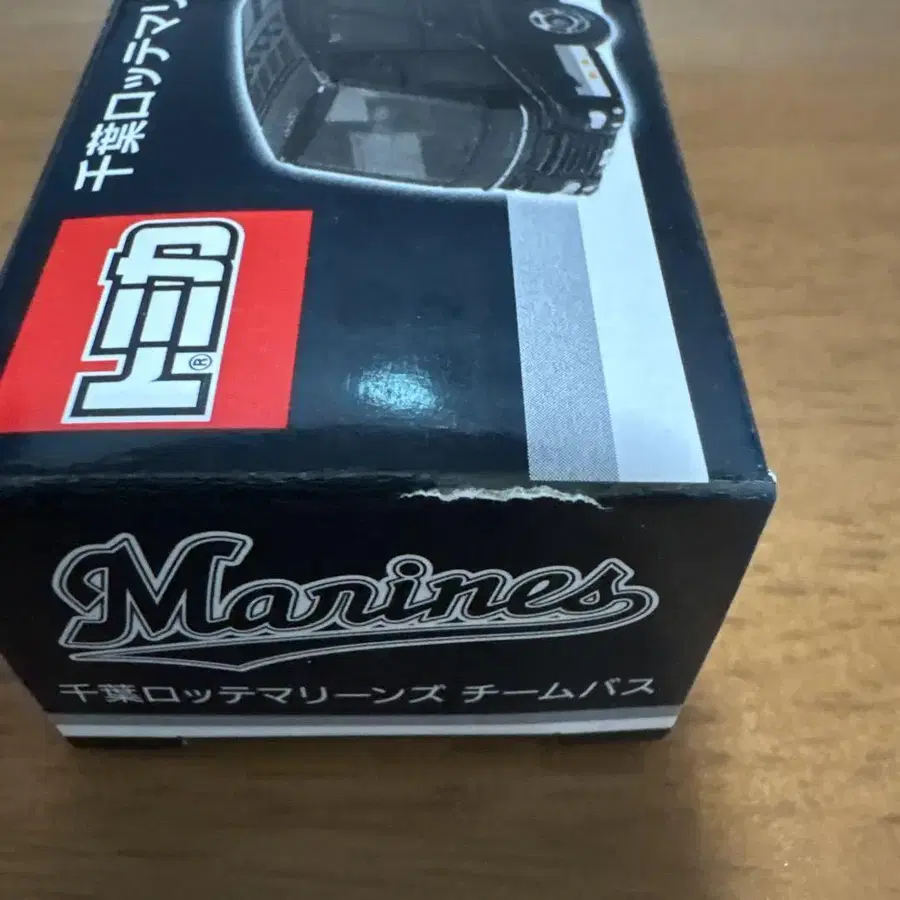 千葉ロッテマリ
トミカ®
Marines
千葉ロッテマリーンズ チームバス